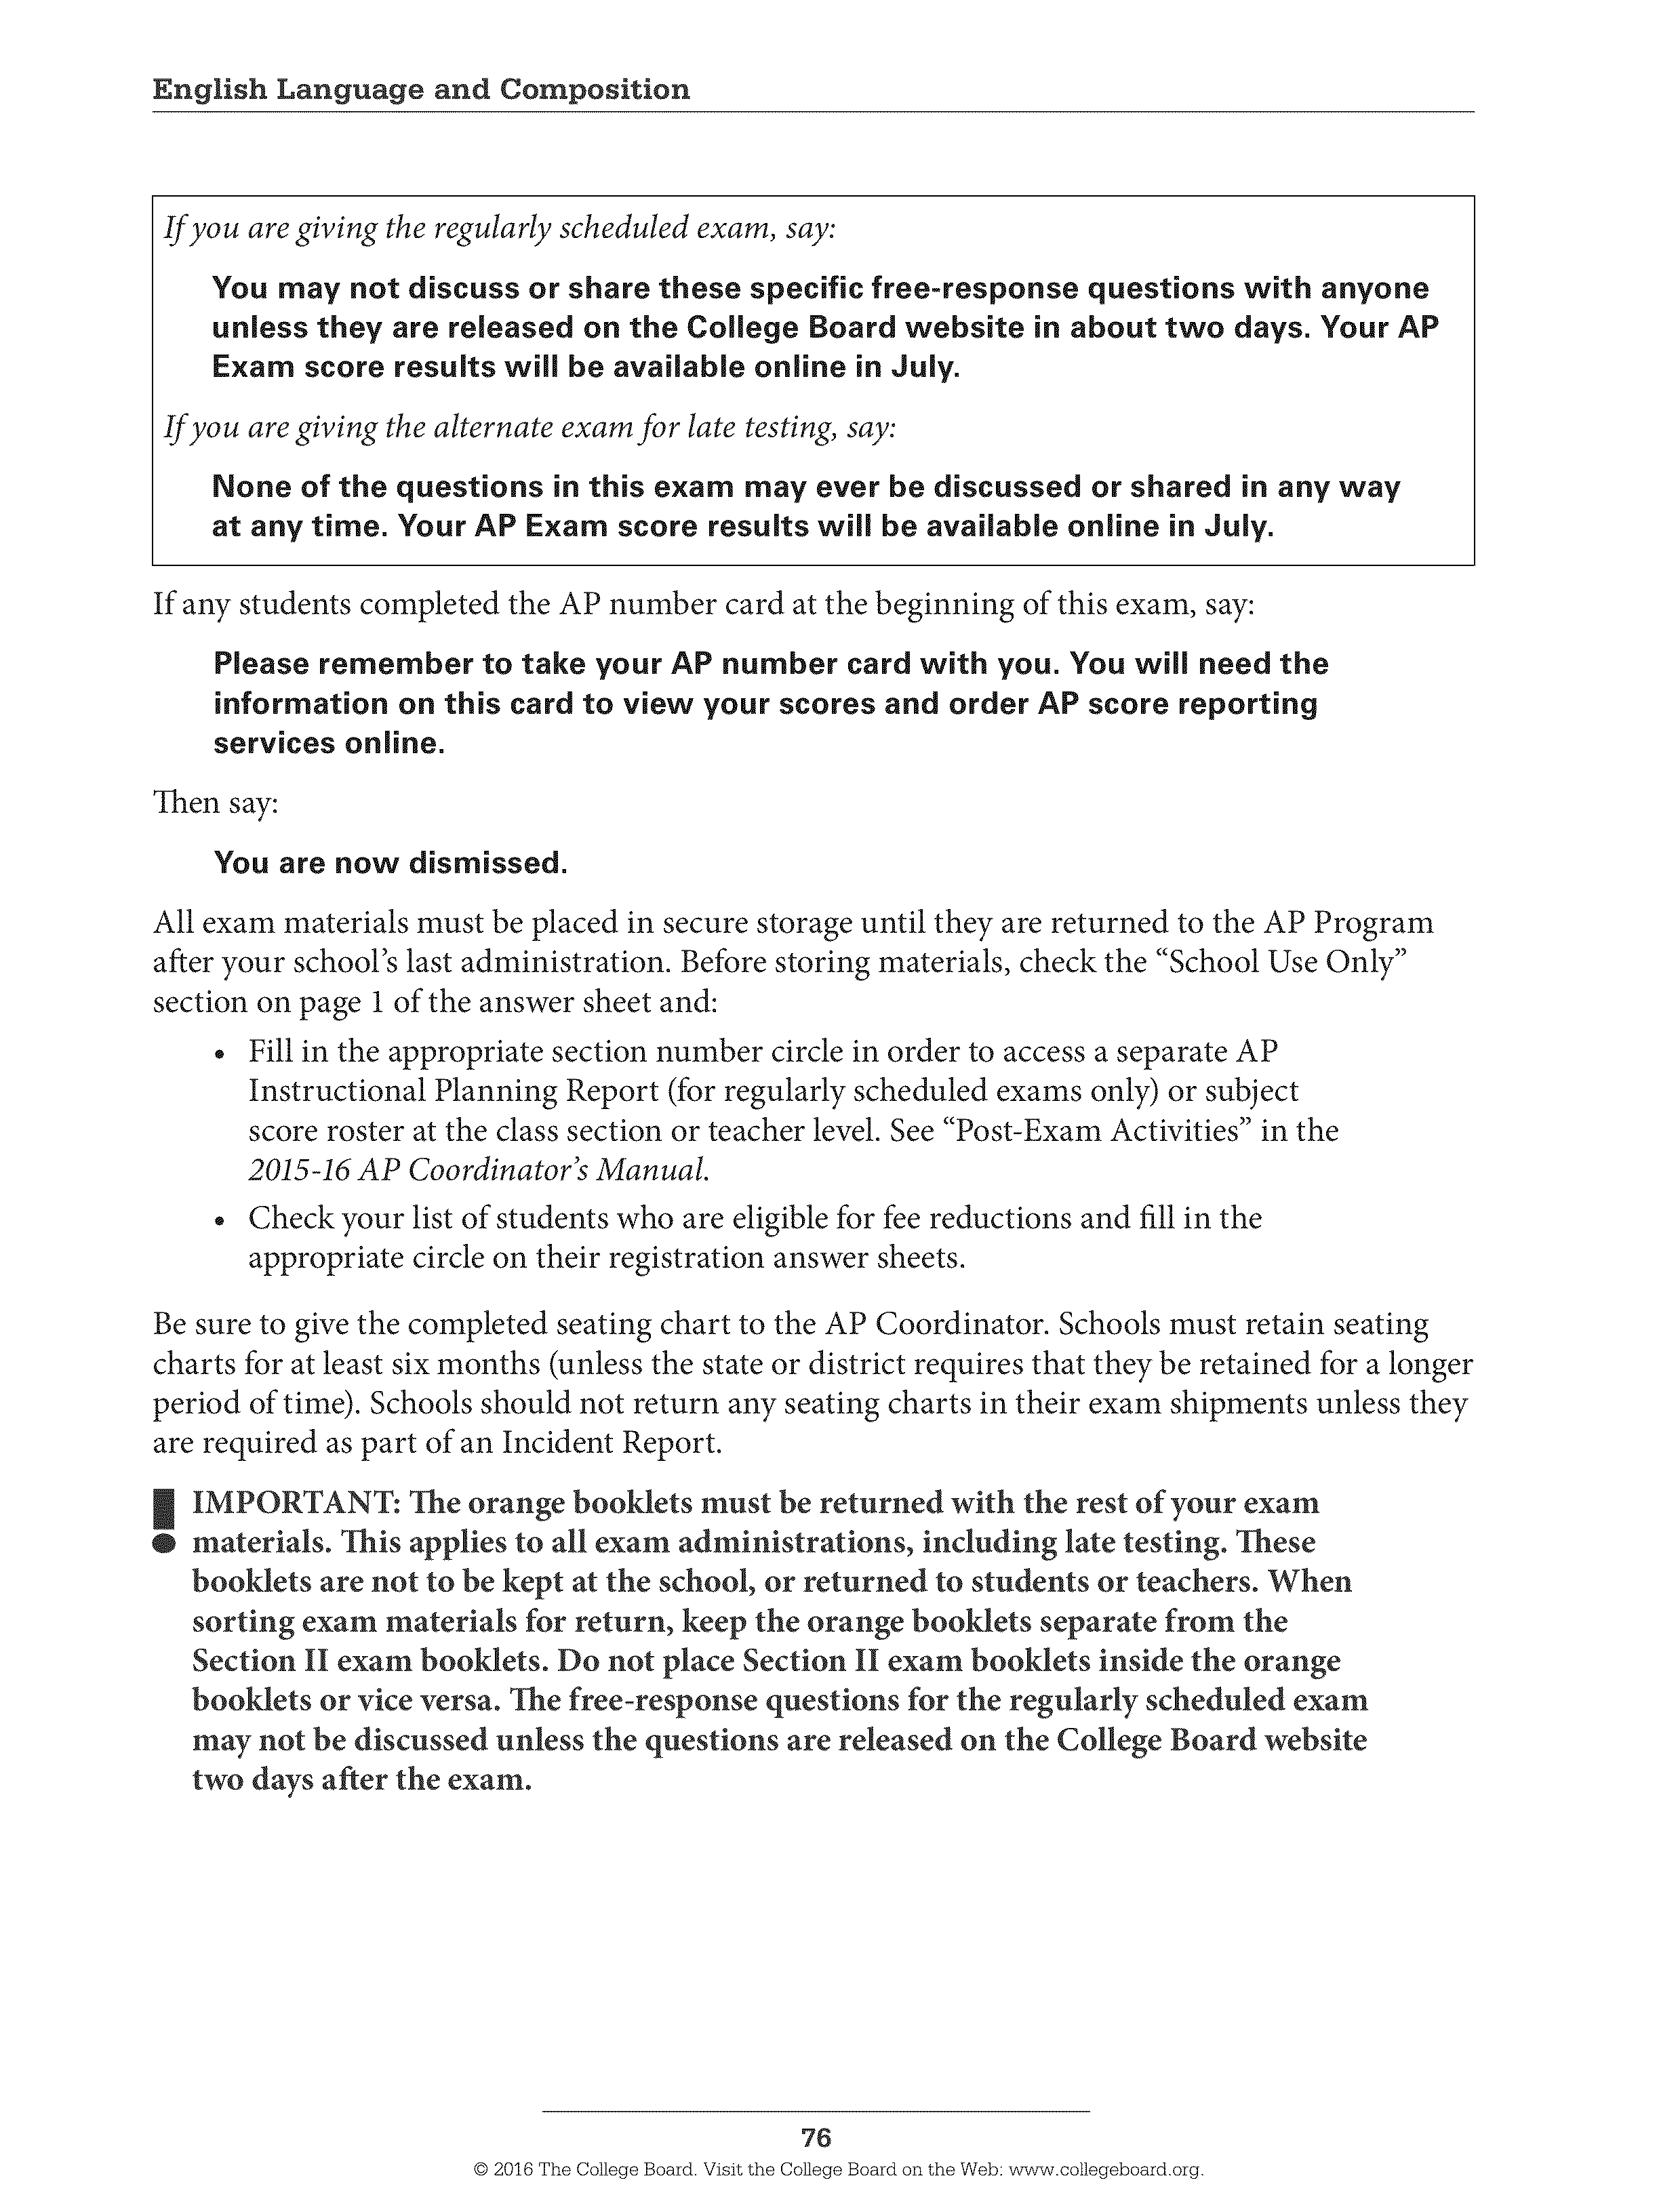 English Language and Composition
If you are giving the regularly scheduled exam, say:
You may not discuss or share these specific free-response questions with anyone
unless they are released on the College Board website in about two days. Your AP
Exam score results will be available online in July.
If you are giving the alternate exam for late testing, say:
None of the questions in this exam may ever be discussed or shared in any way
at any time. Your AP Exam score results will be available online in July.
If any students completed the AP number card at the beginning of this exam, say:
Please remember to take your AP number card with you. You will need the
information on this card to view your scores and order AP score reporting
services online.
Then say:
You are now dismissed.
All exam materials must be placed in secure storage until they are returned to the AP Program
after your school’s last administration. Before storing materials, check the “School Use Only”
section on page 1 of the answer sheet and:
• Fill in the appropriate section number circle in order to access a separate AP
Instructional Planning Report (for regularly scheduled exams only) or subject
score roster at the class section or teacher level. See “Post-Exam Activities” in the
2015-16 AP Coordinator’s Manual.
• Check your list of students who are eligible for fee reductions and fill in the
appropriate circle on their registration answer sheets.
Be sure to give the completed seating chart to the AP Coordinator. Schools must retain seating
charts for at least six months (unless the state or district requires that they be retained for a longer
period of time). Schools should not return any seating charts in their exam shipments unless they
are required as part of an Incident Report.
IMPORTANT: The orange booklets must be returned with the rest of your exam
materials. This applies to all exam administrations, including late testing. These
booklets are not to be kept at the school, or returned to students or teachers. When
sorting exam materials for return, keep the orange booklets separate from the
Section II exam booklets. Do not place Section II exam booklets inside the orange
booklets or vice versa. The free-response questions for the regularly scheduled exam
may not be discussed unless the questions are released on the College Board website
two days after the exam.
76
© 2016 The College Board. Visit the College Board on the Web: www.collegeboard.org.